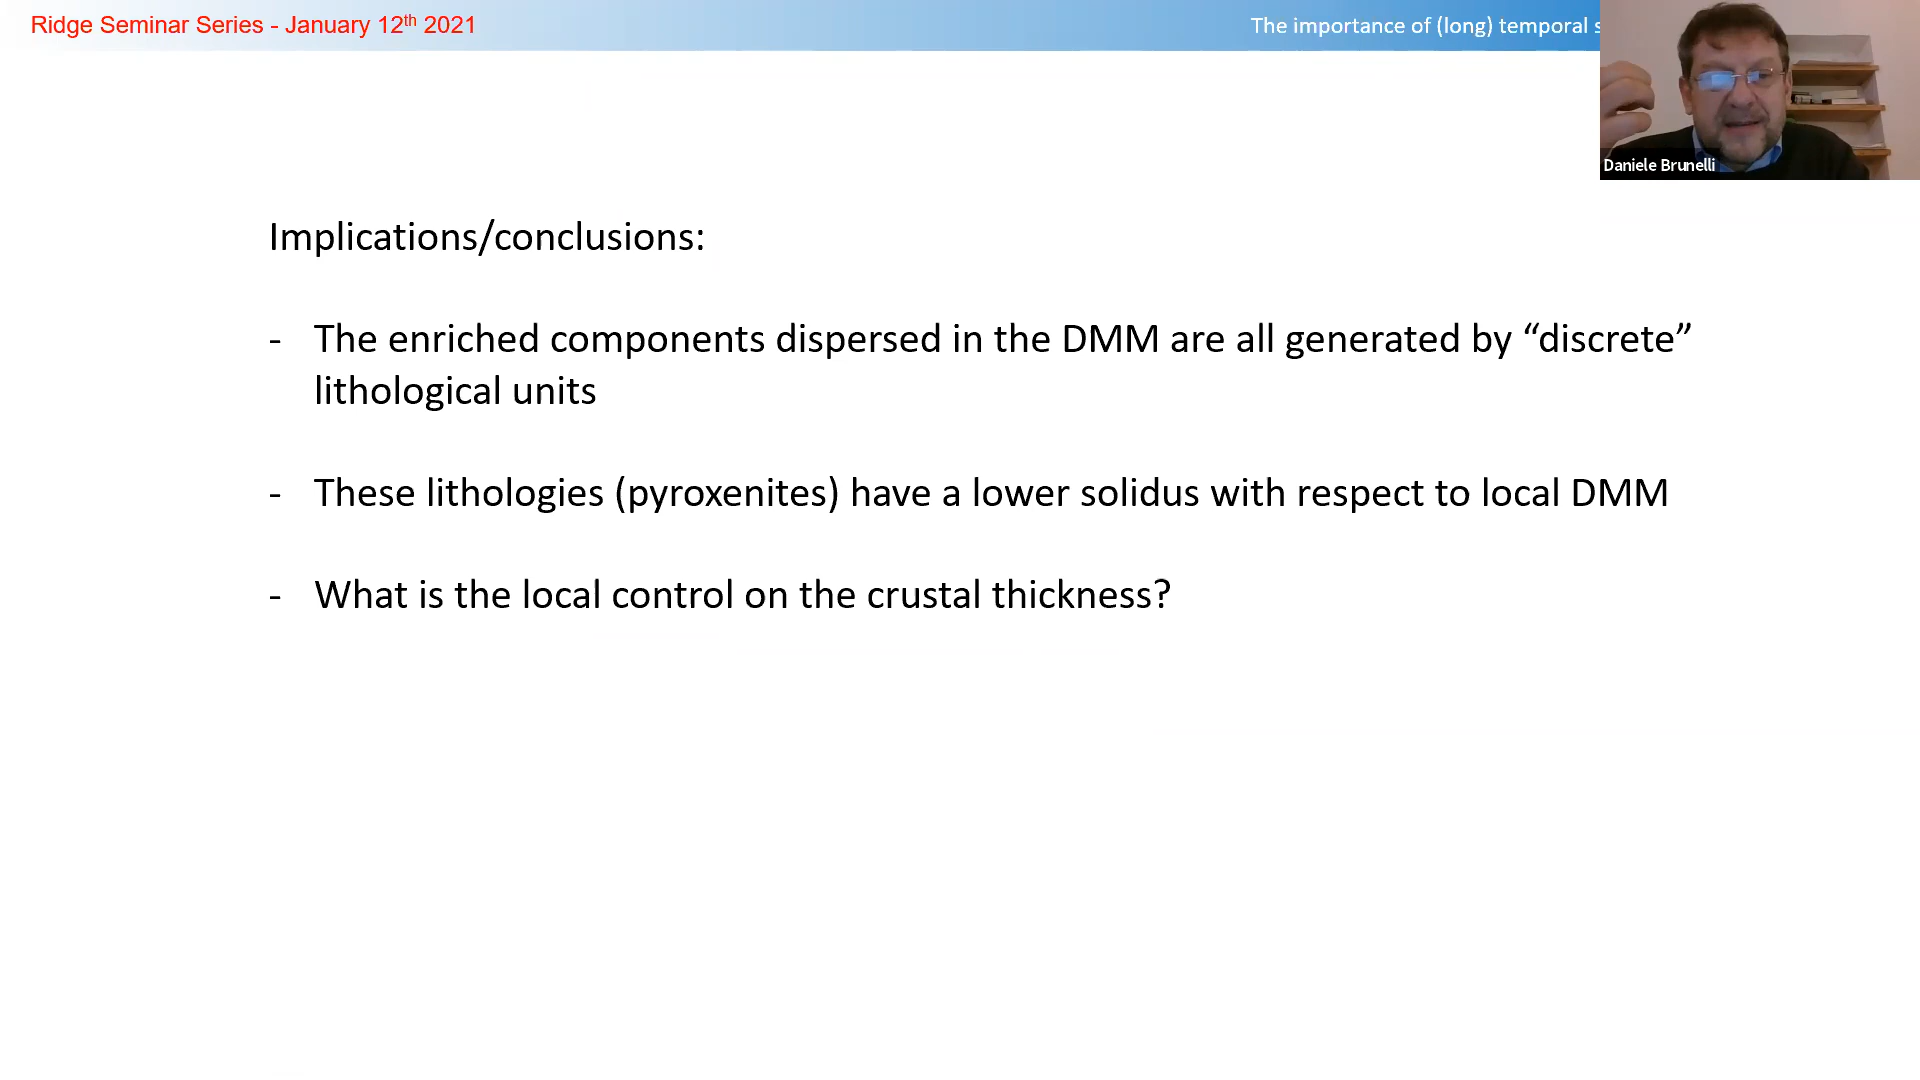 Ridge Seminar Series - January 12th 2021
The importance of (long) temporal
Daniele Brunelli
Implications/conclusions:
- The enriched components dispersed in the DMM are all generated by “discrete”
lithological units
- These lithologies (pyroxenites) have a lower solidus with respect to local DMM
- What is the local control on the crustal thickness?